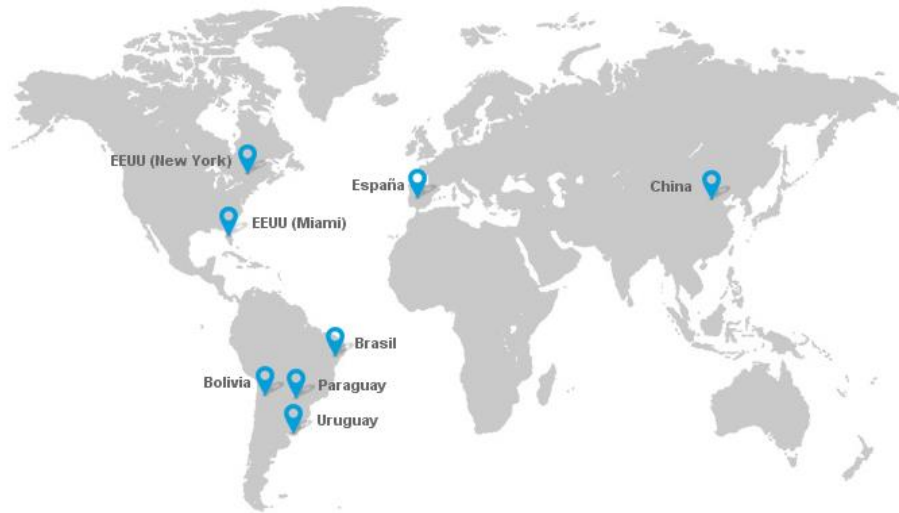 EEUU (New York)
España
China
EEUU (Miami)
Brasil
Bolivia
Paraguay
Uruguay